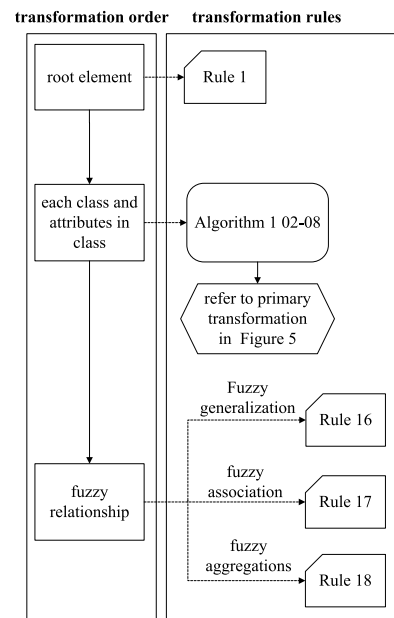 transformation order
transformation rules
root element
Rule 1
each class and
attributes in
class
Algorithm 1 02-08
refer to primary
transformation
in Figure 5
Fuzzy
generalization
Rule 16
fuzzy
relationship
fuzzy
association
Rule 17
fuzzy
aggregations
Rule 18